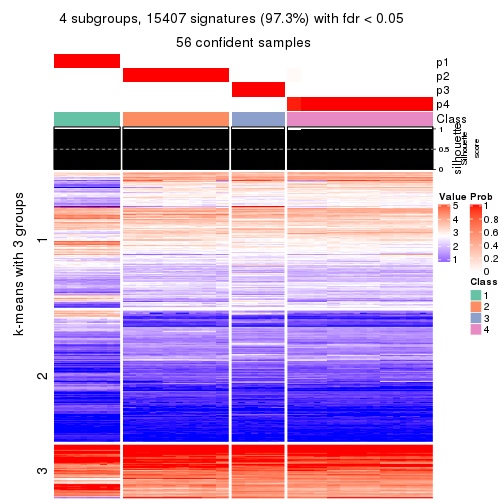 4 subgroups, 15407 signatures (97.3%) with fdr < 0.05
56 confident samples
p1
p2
p3
p4
Class
1
0.5
0
silhouette
Silhouette
score
k-means with 3 groups
1
2
3
Value
5
4
3
2
1
Prob
1
0.8
0.6
0.4
0.2
0
Class
1
2
3
4